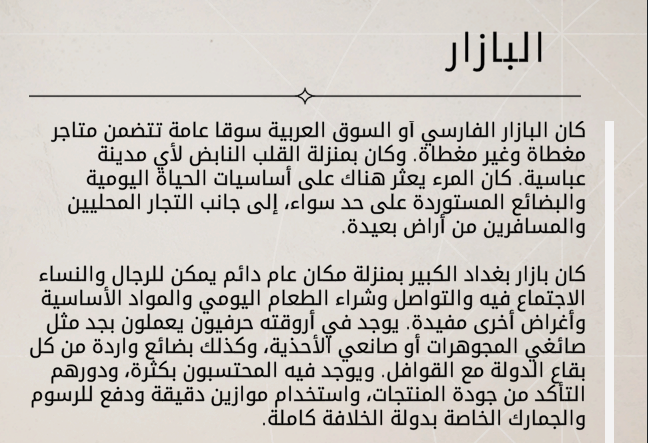 البازار
كان البازار الفارسي أو السوق العربية سوقا عامة تتضمن متاجر
مغطاة وغير مغطاة. وكان بمنزلة القلب النابض لأي مدينة
عباسية. كان المرء يعثر هناك على أساسيات الحياة اليومية
والبضائع المستوردة على حد سواء، إلى جانب التجار المحليين
والمسافرين من أراض بعيدة.
كان بازار بغداد الكبير بمنزلة مكان عام دائم يمكن للرجال والنساء
الاجتماع فيه والتواصل وشراء الطعام اليومي والمواد الأساسية
وأغراض أخرى مفيدة. يوجد في أروقته حرفيون يعملون بجد مثل
صائغي المجوهرات أو صانعي الأحذية، وكذلك بضائع واردة من كل
بقاع الدولة مع القوافل. ويوجد فيه المحتسبون بكثرة، ودورهم
التأكد من جودة المنتجات، واستخدام موازين دقيقة ودفع للرسوم
والجمارك الخاصة بدولة الخلافة كاملة.